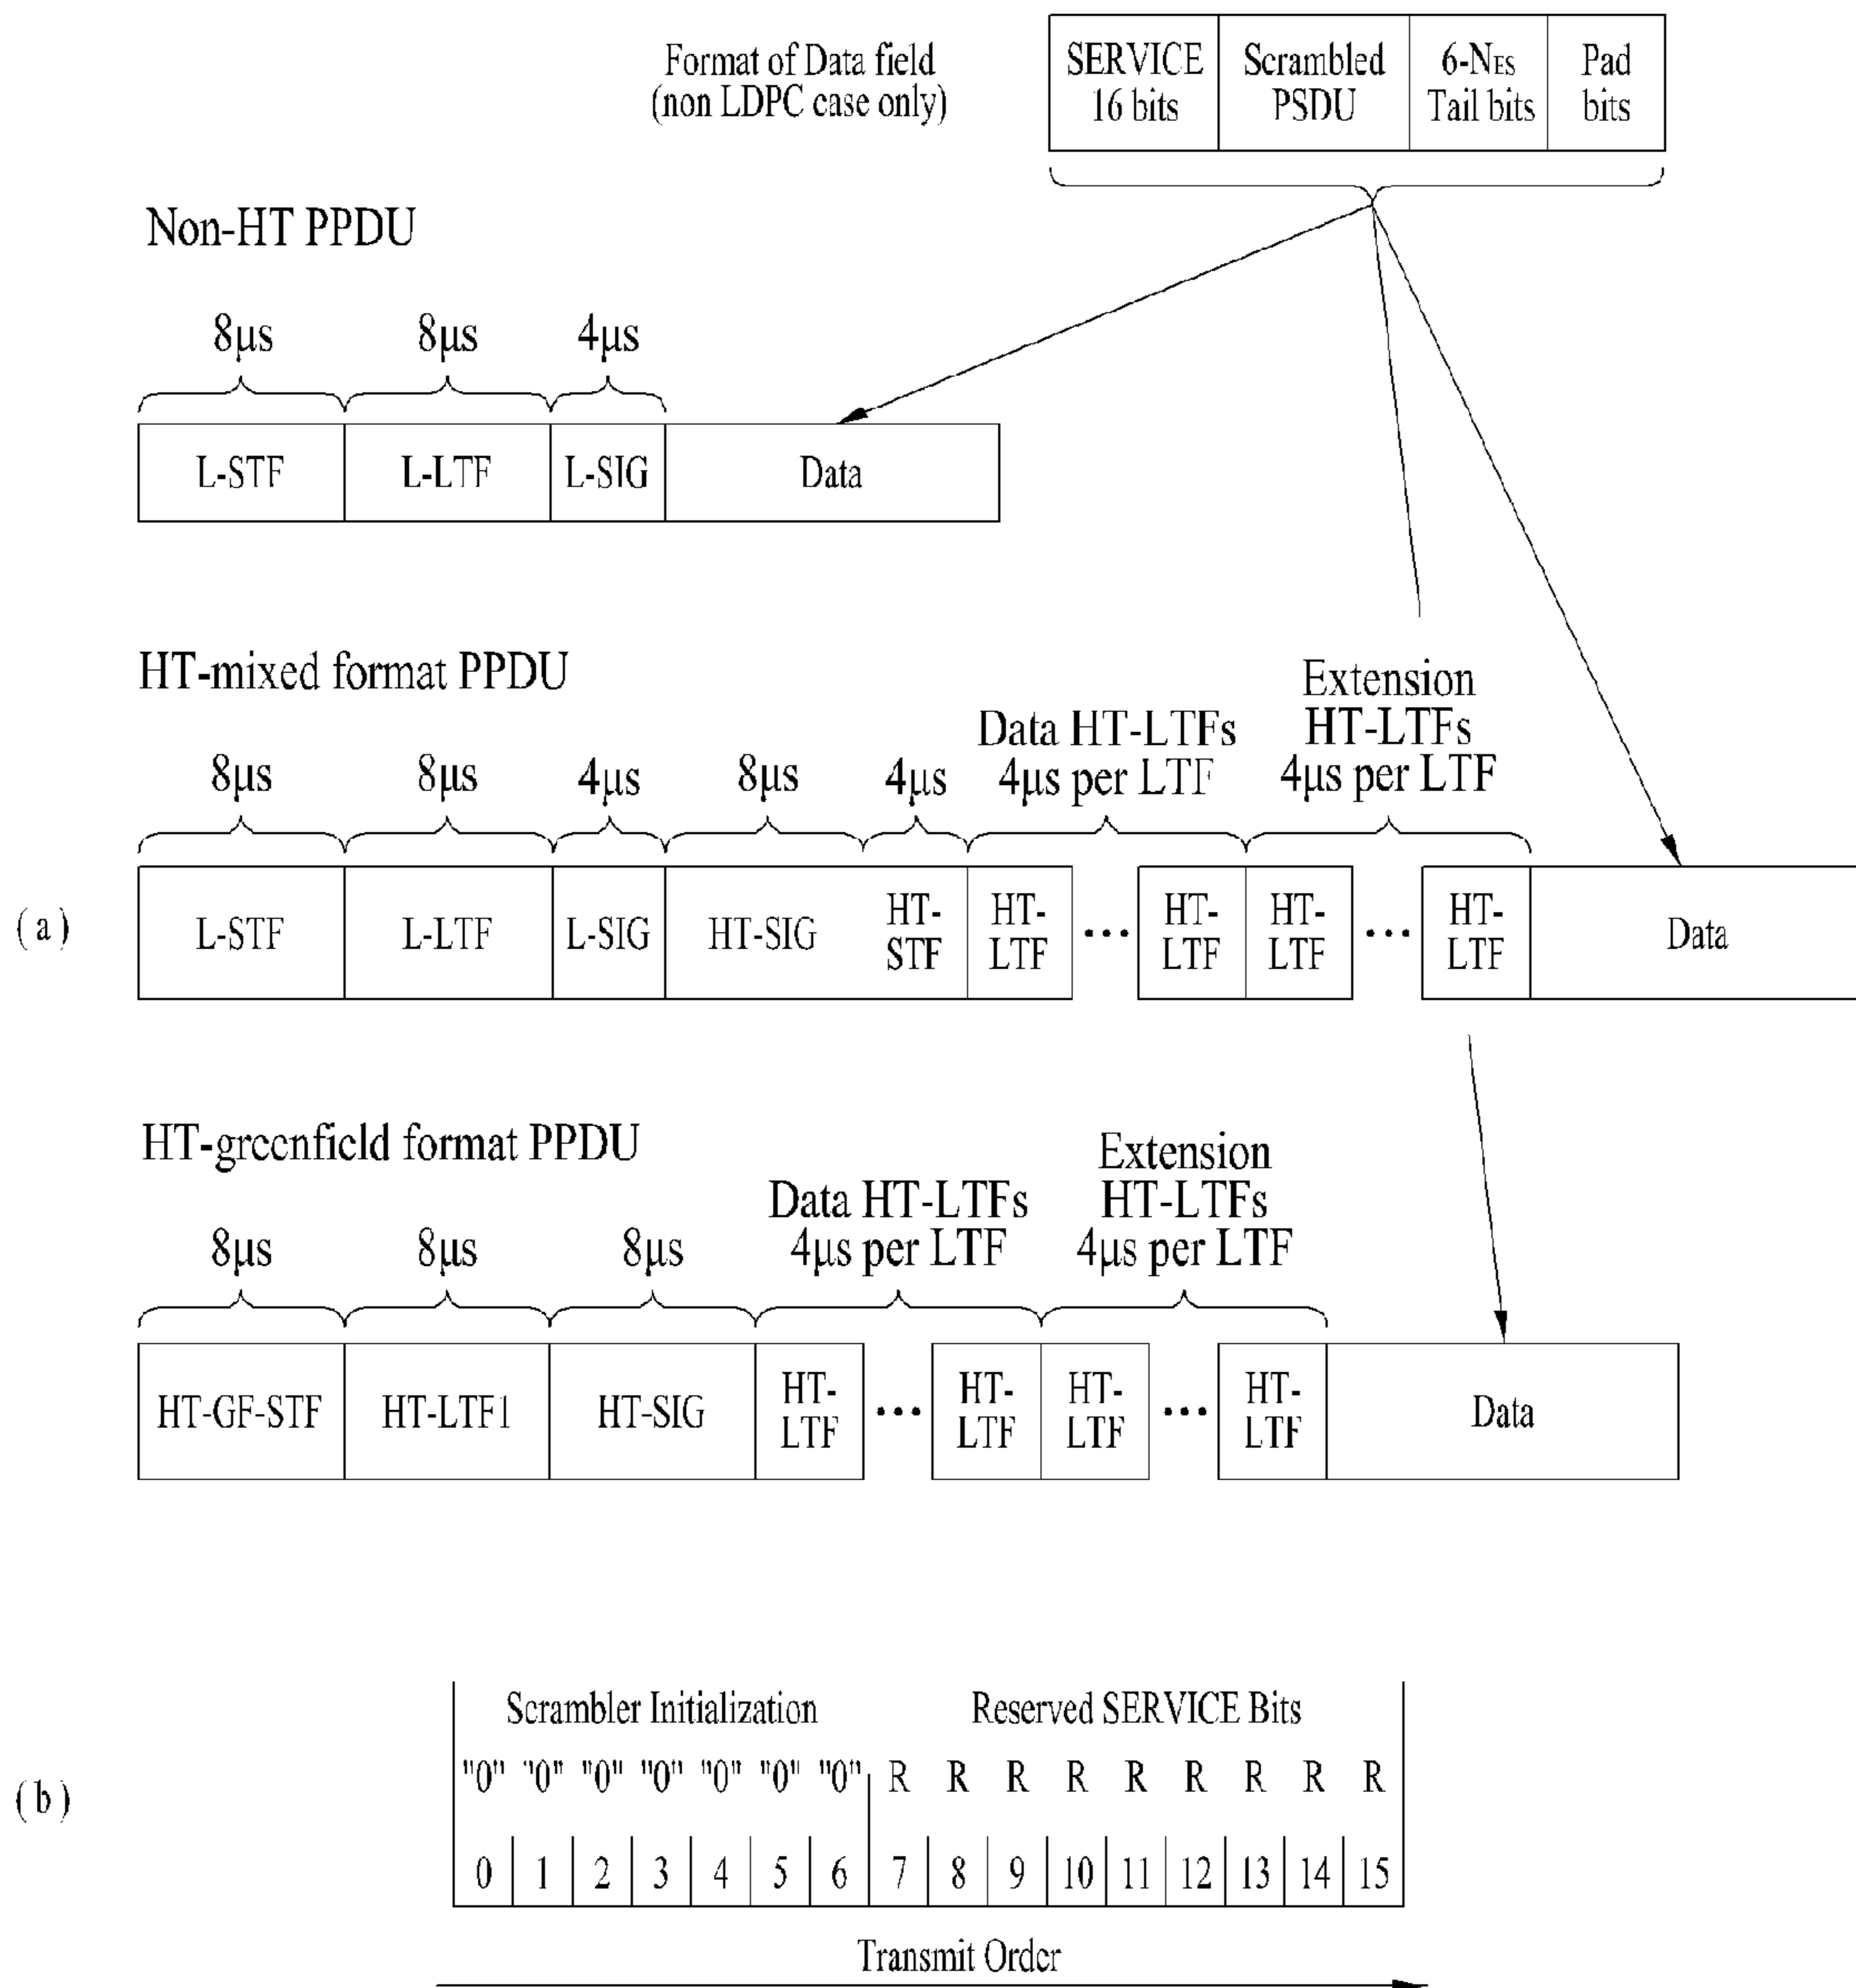 Format of Data field
(non LDPC case only)
SERVICE
16 bits
Scrambled
PSDU
6-NES
Tail bits
Pad
bits
Non-HT PPDU
8μs
8μs
4μs
L-STF
L-LTF
L-SIG
Data
HT-mixed format PPDU
8μs
8μs
4μs
8μs
4μs
Data HT-LTFs
4μs per LTF
Extension
HT-LTFs
4μs per LTF
(a)
L-STF
L-LTF
L-SIG
HT-SIG
HT-
STF
HT-
LTF
•••
HT-
LTF
HT-
LTF
•••
HT-
LTF
Data
HT-greenfield format PPDU
8μs
8μs
8μs
Data HT-LTFs
4μs per LTF
Extension
HT-LTFs
4μs per LTF
HT-GF-STF
HT-LTF1
HT-SIG
HT-
LTF
•••
HT-
LTF
HT-
LTF
•••
HT-
LTF
Data
(b)
Scrambler Initialization
Reserved SERVICE Bits
"0" "0" "0" "0" "0" "0" "0" R R R R R R R R R
0 1 2 3 4 5 6 7 8 9 10 11 12 13 14 15
Transmit Order